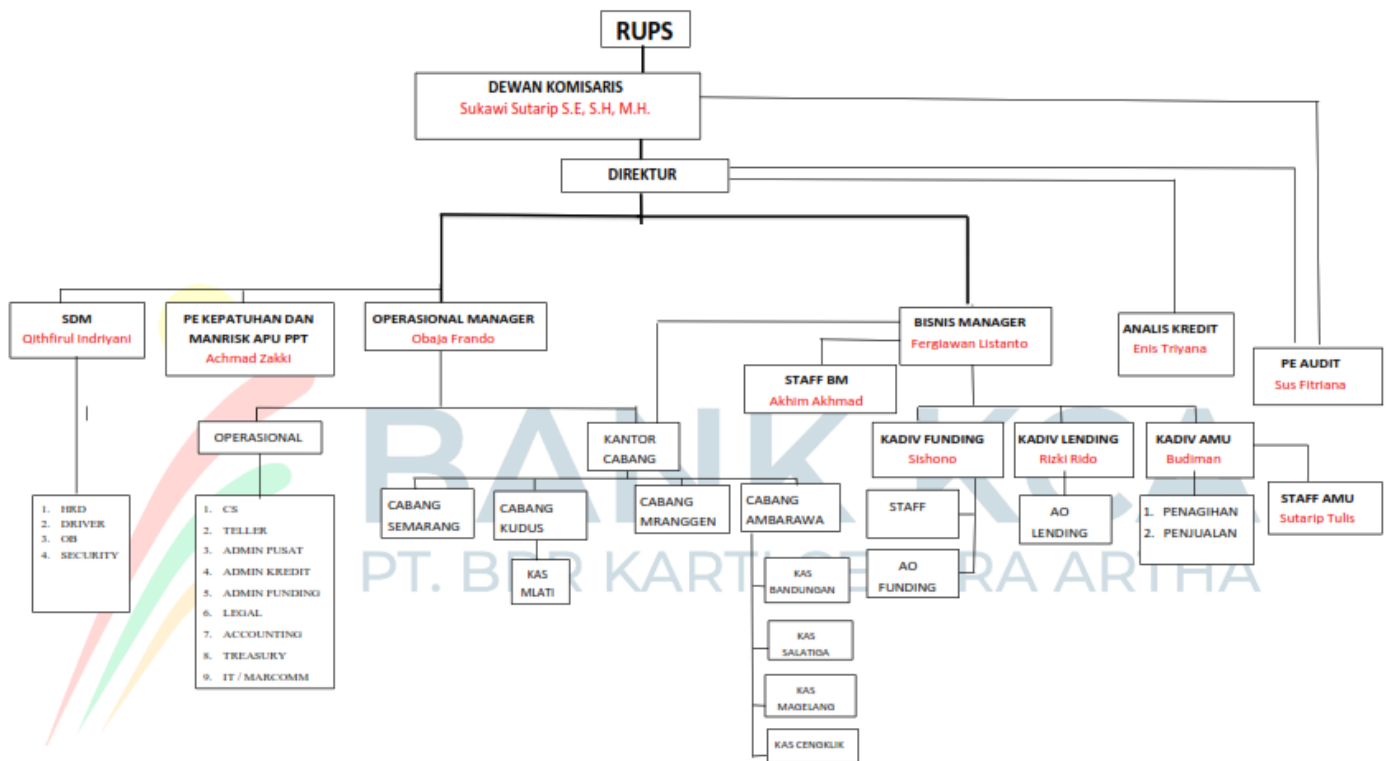 RUPS
DEWAN KOMISARIS
Sukawi Sutarip S.E, S.H, M.H.
DIREKTUR
SDM
Qithfirul Indriyani
PE KEPATUHAN DAN
MANRISK APU PPT
Achmad Zakki
OPERASIONAL MANAGER
Obaja Frando
BISNIS MANAGER
Fergiawan Listanto
ANALIS KREDIT
Enis Triyana
PE AUDIT
Sus Fitriana
STAFF BM
Akhim Akhmad
OPERASIONAL
KANTOR
CABANG
KADIV FUNDING
Sishono
KADIV LENDING
Rizki Rido
KADIV AMU
Budiman
STAFF AMU
Sutarip Tulis
1. HRD
2. DRIVER
3. OB
4. SECURITY
1. CS
2. TELLER
3. ADMIN PUSAT
4. ADMIN KREDIT
5. ADMIN FUNDING
6. LEGAL
7. ACCOUNTING
8. TREASURY
9. IT / MARCOMM
CABANG
SEMARANG
CABANG
KUDUS
CABANG
MRANGGEN
CABANG
AMBARAWA
KAS
MLATI
KAS
BANDUNGAN
KAS
SALATIGA
KAS
MAGELANG
KAS CENGKLIK
STAFF
AO
FUNDING
AO
LENDING
1. PENAGIHAN
2. PENJUALAN
BANK KCA
PT. BPR KARTI RA ARTHA